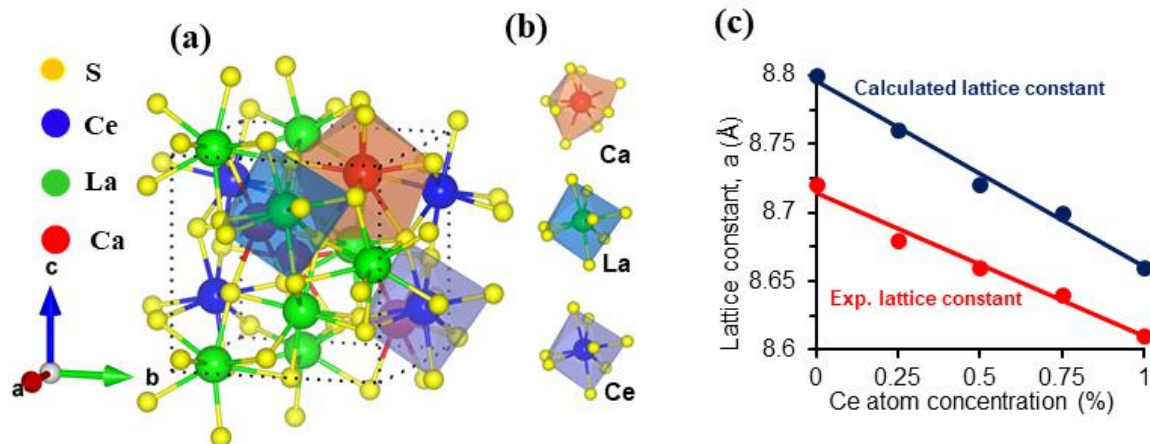 (a)
S
Ce
La
Ca
c
b
a
(b)
Ca
La
Ce
(c)
Lattice constant, a (Å)
8.8
8.75
8.7
8.65
8.6
Calculated lattice constant
Exp. lattice constant
0
0.25
0.5
0.75
1
Ce atom concentration (%)